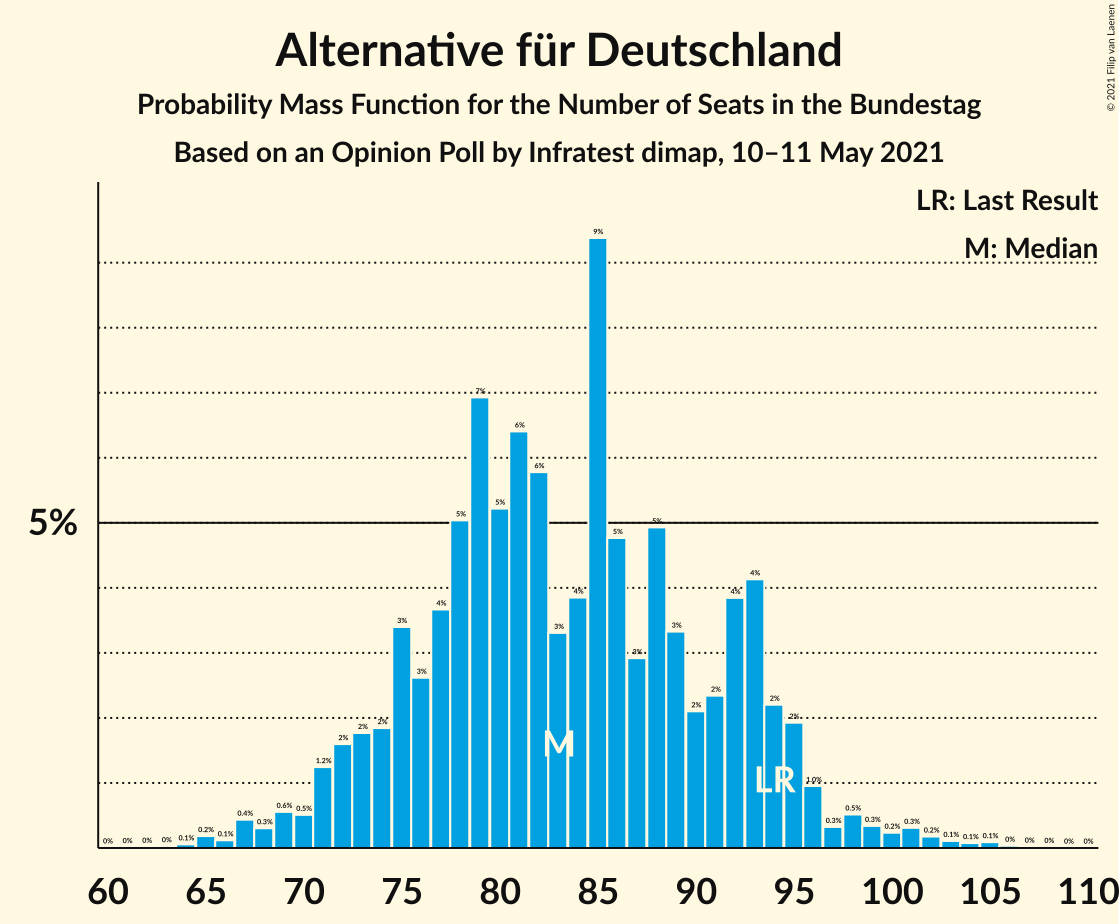 Alternative für Deutschland
Probability Mass Function for the Number of Seats in the Bundestag
Based on an Opinion Poll by Infratest dimap, 10–11 May 2021
© 2021 Filip van Laenen
LR: Last Result
M: Median
5%
0% 0% 0% 0% 0.1% 0.2% 0.1% 0.4% 0.3% 0.6% 0.5% 1.2% 2% 2% 2% 3% 3% 4% 5% 7% 5% 6% 6% 3% 4% 9% 5% 3% 5% 3% 2% 2% 4% 4% 2% 2% 1.0% 0.3% 0.5% 0.3% 0.2% 0.3% 0.2% 0.1% 0.1% 0.1% 0% 0% 0% 0% 0%
M
LR
60 65 70 75 80 85 90 95 100 105 110